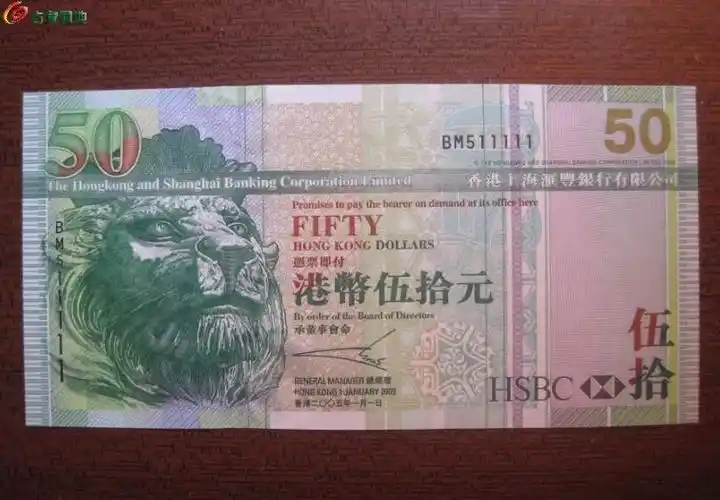 占宝商城
50
BM511111
50
The Hongkong and Shanghai Banking Corporation Limited
香港上海滙豐銀行有限公司
Promises to pay the bearer on demand at its office here
FIFTY
HONG KONG DOLLARS
憑票即付
港幣伍拾元
By order of the Board of Directors
承董事會命
GENERAL MANAGER 總經理
HONG KONG 1 JANUARY 2005
香港二〇〇五年一月一日
BM511111
伍拾
HSBC